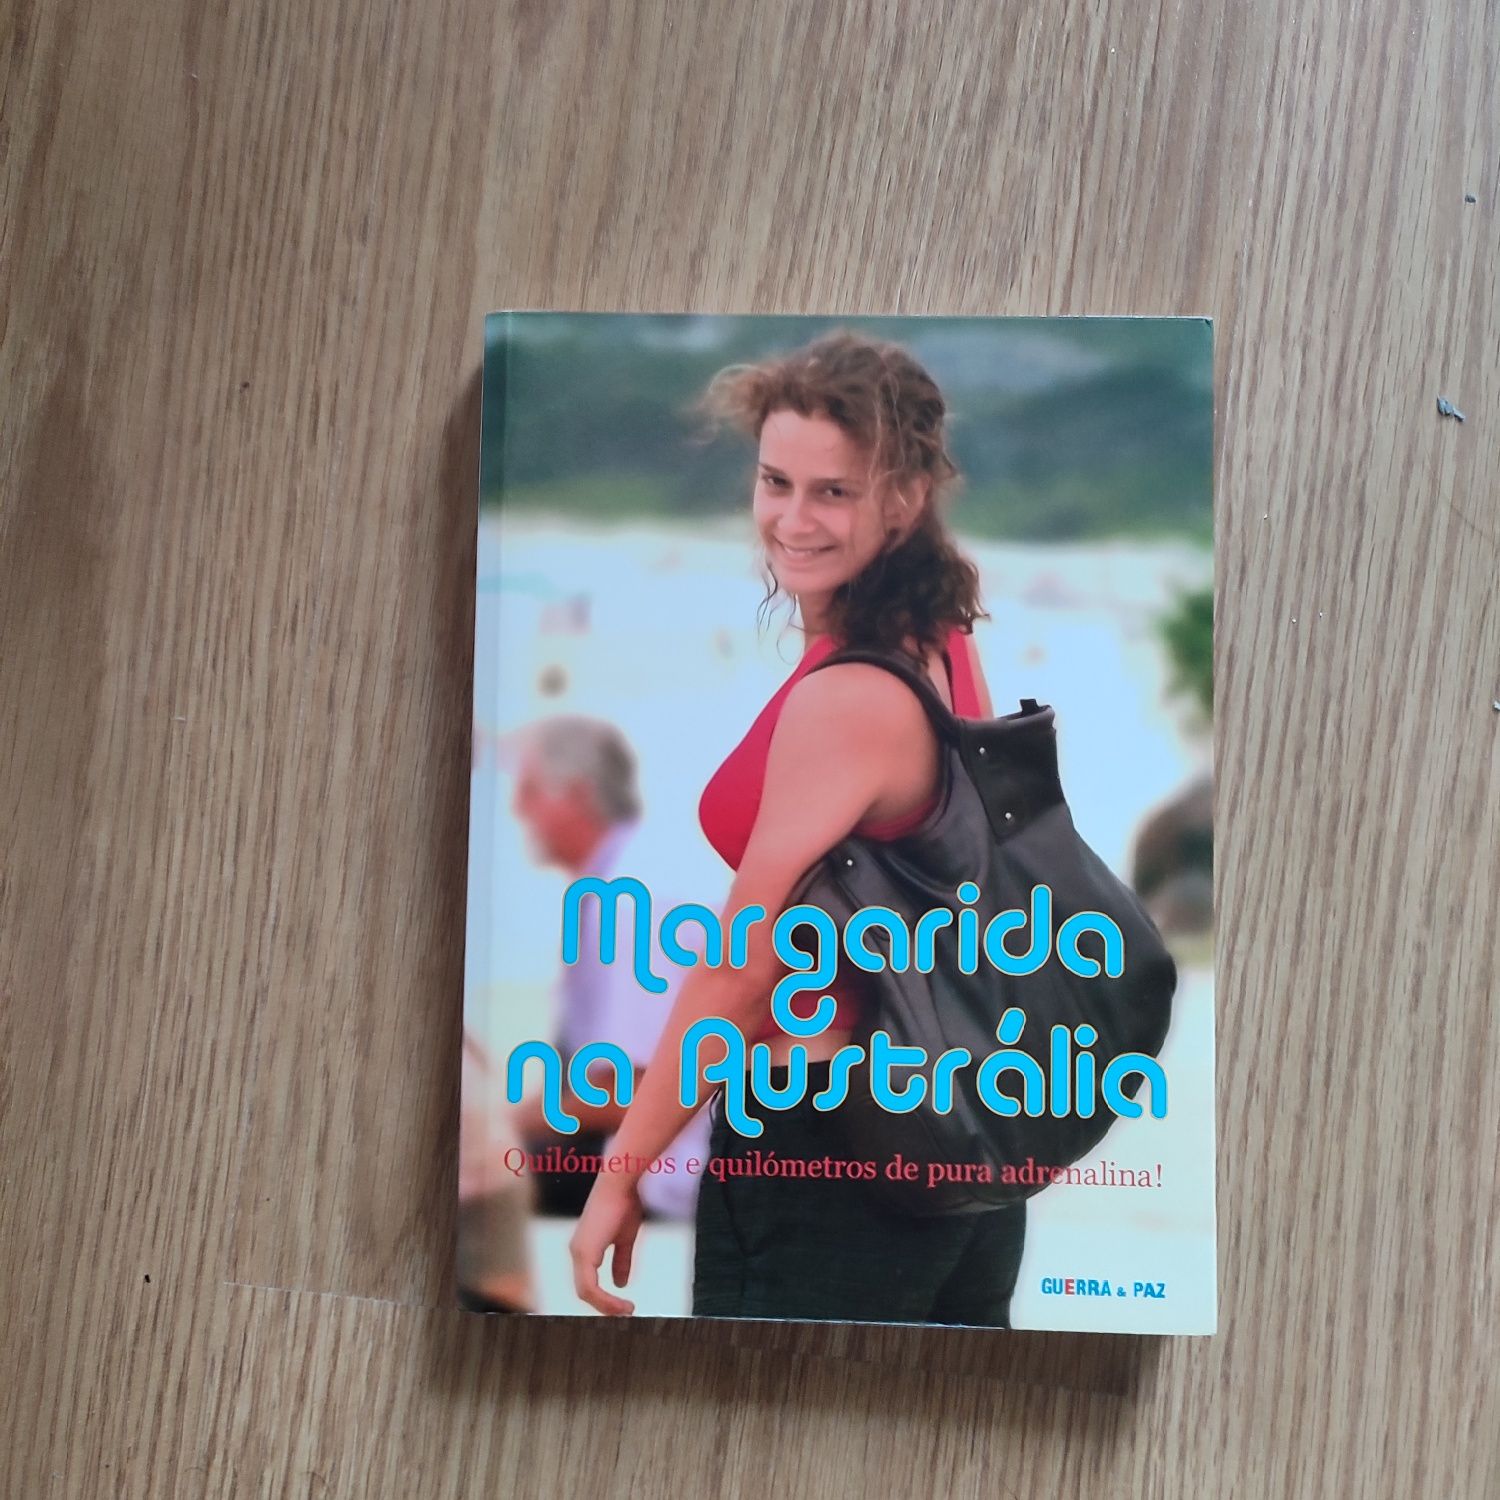 Margarida
na Austrália
Quilómetros e quilómetros de pura adrenalina!
GUERRA & PAZ